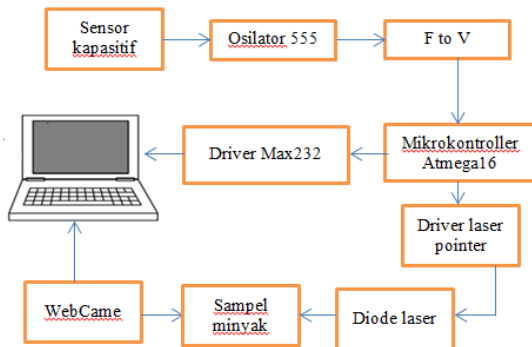 Sensor
kapasitif
Osilator 555
F to V
Driver Max232
Mikrokontroller
Atmega16
Driver laser
pointer
WebCame
Sampel
minyak
Diode laser